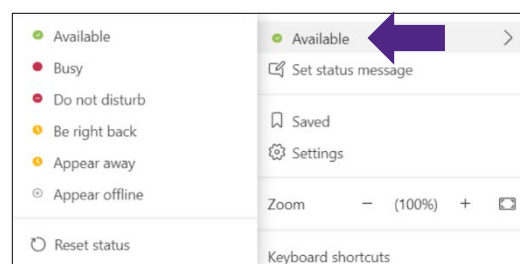 Available
Busy
Do not disturb
Be right back
Appear away
Appear offline
Reset status
Available
Set status message
Saved
Settings
Zoom − (100%) +
Keyboard shortcuts